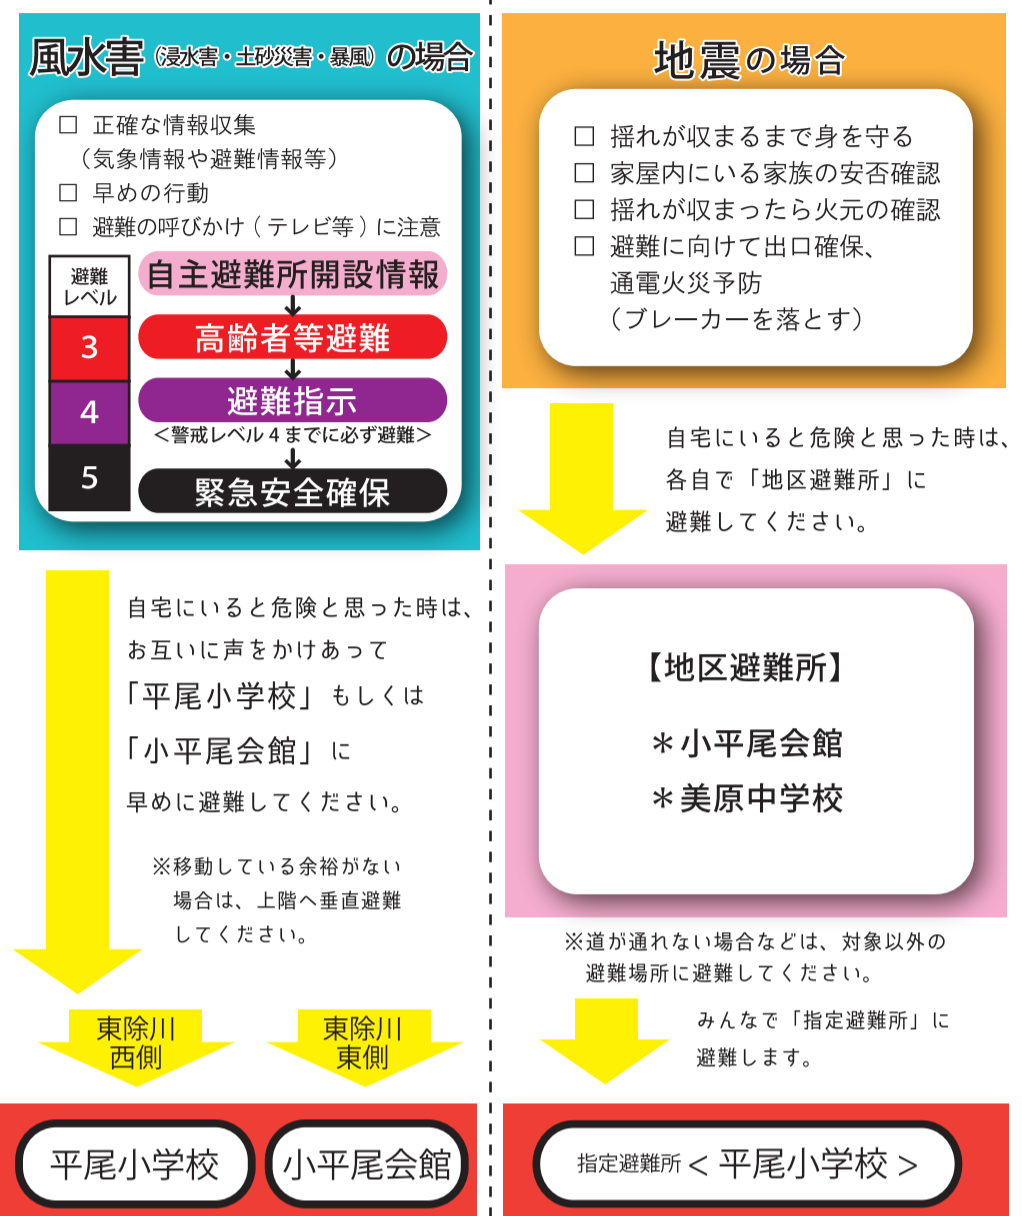 風水害（浸水害・土砂災害・暴風）の場合
□ 正確な情報収集
（気象情報や避難情報等）
□ 早めの行動
□ 避難の呼びかけ(テレビ等)に注意
避難
レベル
3
4
5
自主避難所開設情報
高齢者等避難
避難指示
＜警戒レベル４までに必ず避難＞
緊急安全確保
自宅にいると危険と思った時は、
お互いに声をかけあって
「平尾小学校」もしくは
「小平尾会館」に
早めに避難してください。
※移動している余裕がない
場合は、上階へ垂直避難
してください。
東除川
西側
東除川
東側
平尾小学校
小平尾会館
地震の場合
□ 揺れが収まるまで身を守る
□ 家屋内にいる家族の安否確認
□ 揺れが収まったら火元の確認
□ 避難に向けて出口確保、
通電火災予防
（ブレーカーを落とす）
自宅にいると危険と思った時は、
各自で「地区避難所」に
避難してください。
【地区避難所】
＊小平尾会館
＊美原中学校
※道が通れない場合などは、対象以外の
避難場所に避難してください。
みんなで「指定避難所」に
避難します。
指定避難所＜平尾小学校＞